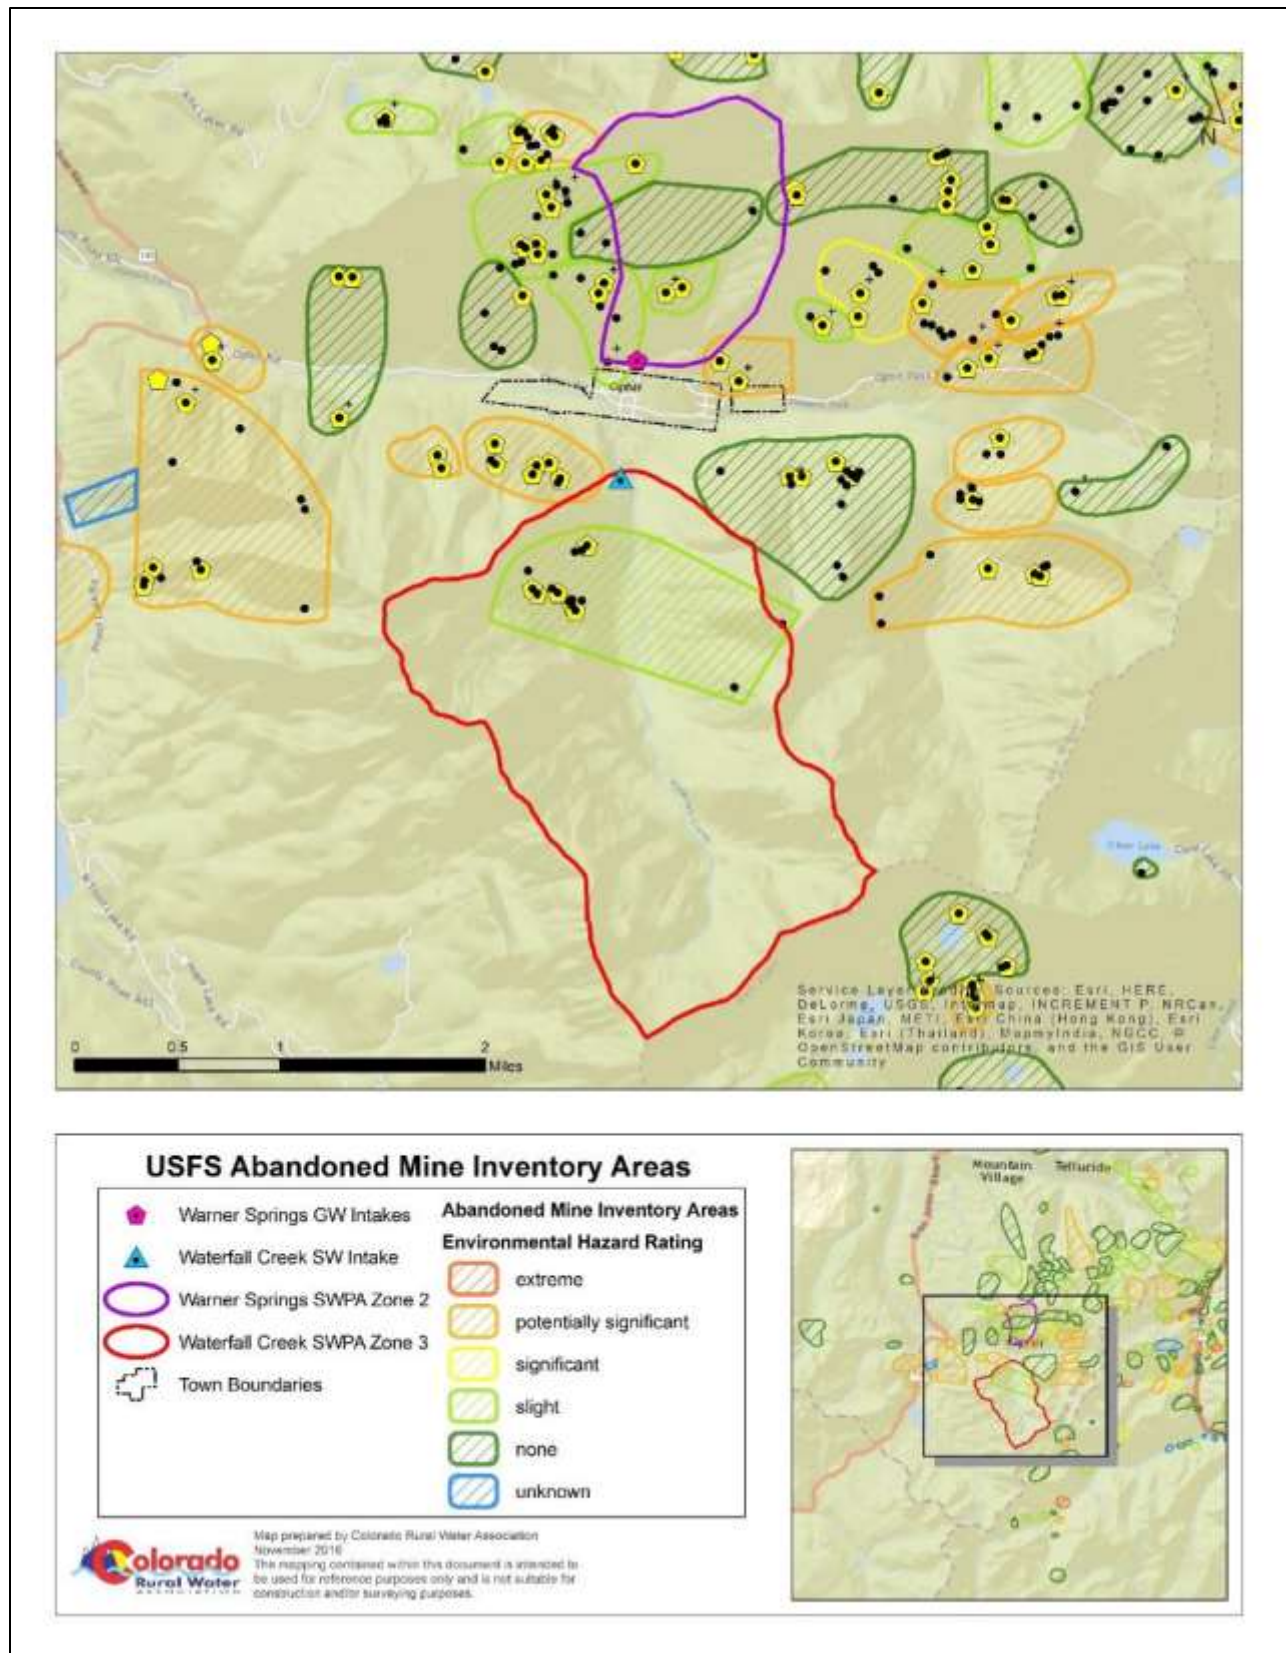 Ophir Rd
Ophir
Ophir Pass
0 0.5 1 2
Miles
Service Layer Credits: Sources: Esri, HERE,
DeLorme, USGS, Intermap, INCREMENT P, NRCan,
Esri Japan, METI, Esri China (Hong Kong), Esri
Korea, Esri (Thailand), MapmyIndia, NGCC, ©
OpenStreetMap contributors, and the GIS User
Community
USFS Abandoned Mine Inventory Areas
Warner Springs GW Intakes
Waterfall Creek SW Intake
Warner Springs SWPA Zone 2
Waterfall Creek SWPA Zone 3
Town Boundaries
Abandoned Mine Inventory Areas
Environmental Hazard Rating
extreme
potentially significant
significant
slight
none
unknown
Mountain
Village
Telluride
Colorado
Rural Water
ASSOCIATION
Map prepared by Colorado Rural Water Association
November 2016
The mapping contained within this document is intended to
be used for reference purposes only and is not suitable for
construction and/or surveying purposes.